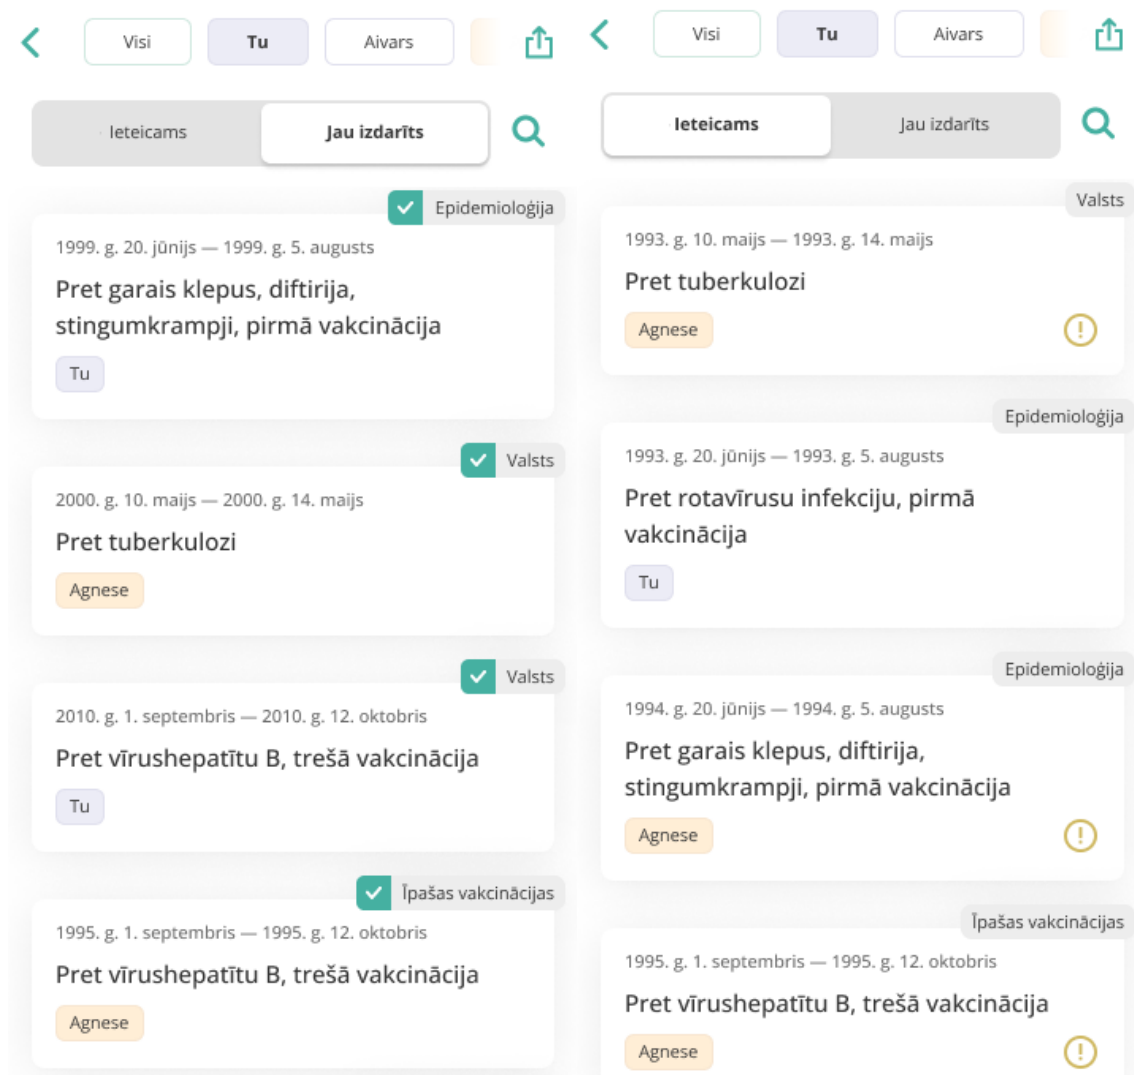 Visi
Tu
Aivars
Ieteicams
Jau izdarīts
Epidemioloģija
1999. g. 20. jūnijs — 1999. g. 5. augusts
Pret garais klepus, diftirija,
stingumkrampji, pirmā vakcinācija
Tu
Valsts
2000. g. 10. maijs — 2000. g. 14. maijs
Pret tuberkulozi
Agnese
Valsts
2010. g. 1. septembris — 2010. g. 12. oktobris
Pret vīrushepatītu B, trešā vakcinācija
Tu
Īpašas vakcinācijas
1995. g. 1. septembris — 1995. g. 12. oktobris
Pret vīrushepatītu B, trešā vakcinācija
Agnese
Visi
Tu
Aivars
Ieteicams
Jau izdarīts
Valsts
1993. g. 10. maijs — 1993. g. 14. maijs
Pret tuberkulozi
Agnese
Epidemioloģija
1993. g. 20. jūnijs — 1993. g. 5. augusts
Pret rotavīrusu infekciju, pirmā
vakcinācija
Tu
Epidemioloģija
1994. g. 20. jūnijs — 1994. g. 5. augusts
Pret garais klepus, diftirija,
stingumkrampji, pirmā vakcinācija
Agnese
Īpašas vakcinācijas
1995. g. 1. septembris — 1995. g. 12. oktobris
Pret vīrushepatītu B, trešā vakcinācija
Agnese